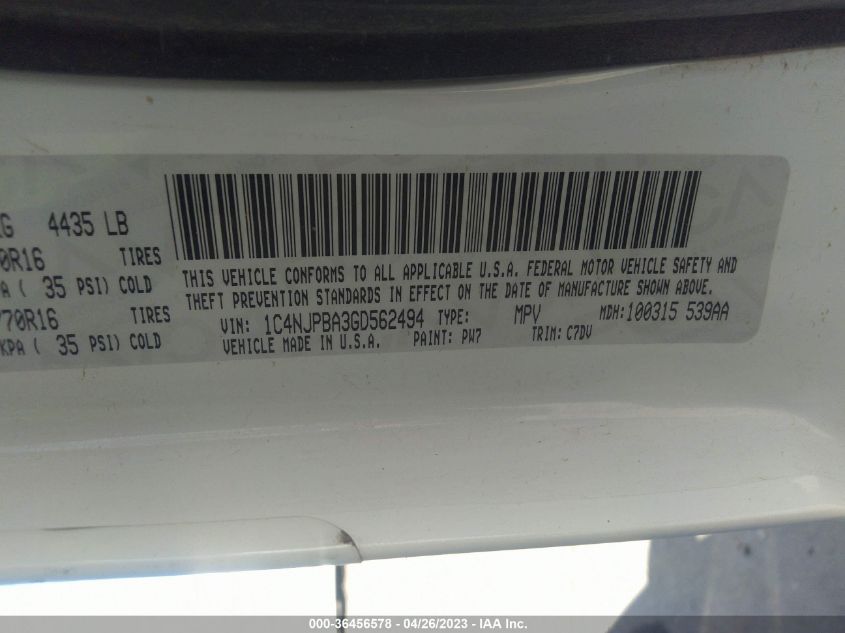 KG 4435 LB
0R16 TIRES
PA ( 35 PSI) COLD
/70R16 TIRES
KPA ( 35 PSI) COLD
THIS VEHICLE CONFORMS TO ALL APPLICABLE U.S.A. FEDERAL MOTOR VEHICLE SAFETY AND
THEFT PREVENTION STANDARDS IN EFFECT ON THE DATE OF MANUFACTURE SHOWN ABOVE.
VIN: 1C4NJPBA3GD562494 TYPE: MPV MDH: 100315 539AA
VEHICLE MADE IN U.S.A. PAINT: PW7 TRIM: C7DV
000-36456578 - 04/26/2023 - IAA Inc.